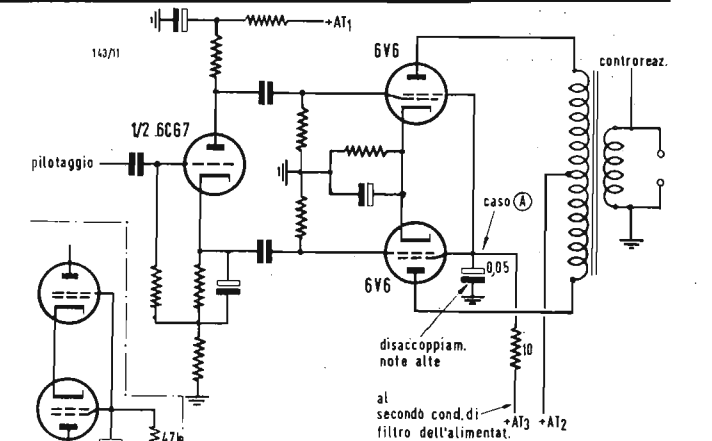 +AT1
143/11
6V6
controreaz.
1/2 .6CG7
pilotaggio
caso A
0,05
6V6
disaccoppiam.
note alte
10
al
secondo cond. di
filtro dell'alimentat.
+AT3 +AT2